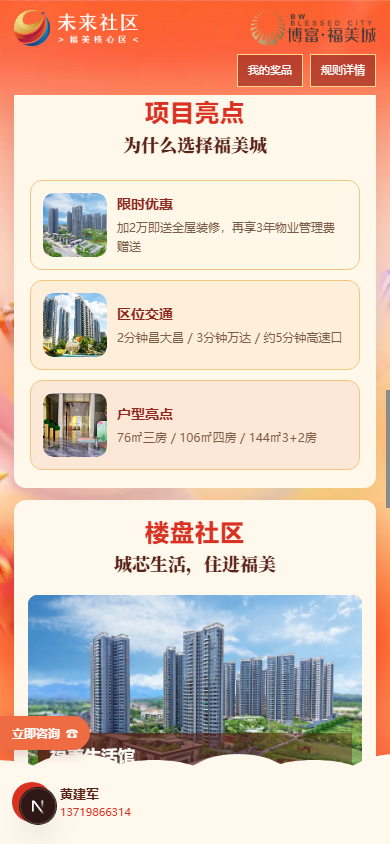 未来社区
> 福美核心区 <
BW
BLESSED CITY
博富·福美城
我的奖品
规则详情
项目亮点
为什么选择福美城
限时优惠
加2万即送全屋装修，再享3年物业管理费
赠送
区位交通
2分钟昌大昌 / 3分钟万达 / 约5分钟高速口
户型亮点
76㎡三房 / 106㎡四房 / 144㎡3+2房
楼盘社区
城芯生活，住进福美
福美生活馆
立即咨询 ☎
N
黄建军
13719866314